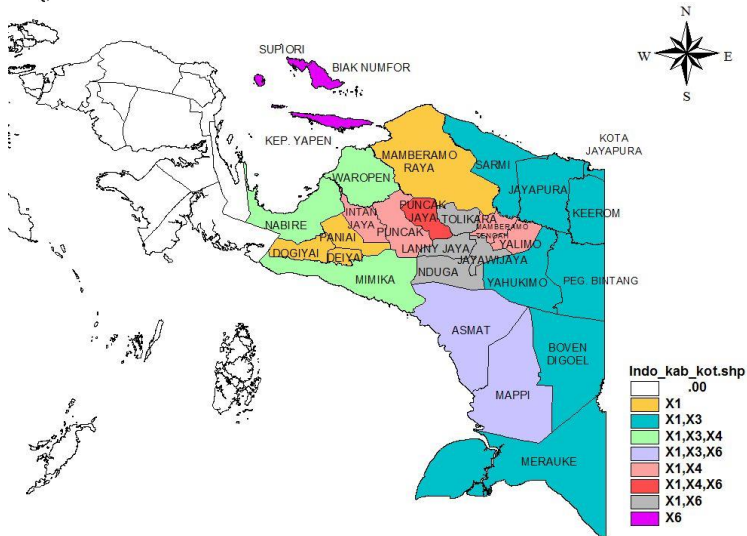 N
W E
S
SUPIORI
BIAK NUMFOR
KEP. YAPEN
KOTA
JAYAPURA
MAMBERAMO
RAYA
SARMI
WAROPEN
JAYAPURA
KEEROM
NABIRE
INTAN
JAYA
PUNCAK
PUNCAK
JAYA
TOLIKARA
MAMBERAMO
TENGAH
YALIMO
PANIAI
DOGIYAI
DEIYAI
LANNY JAYA
JAYAWIJAYA
MIMIKA
NDUGA
YAHUKIMO
PEG. BINTANG
ASMAT
BOVEN
DIGOEL
MAPPI
MERAUKE
Indo_kab_kot.shp
.00
X1
X1,X3
X1,X3,X4
X1,X3,X6
X1,X4
X1,X4,X6
X1,X6
X6